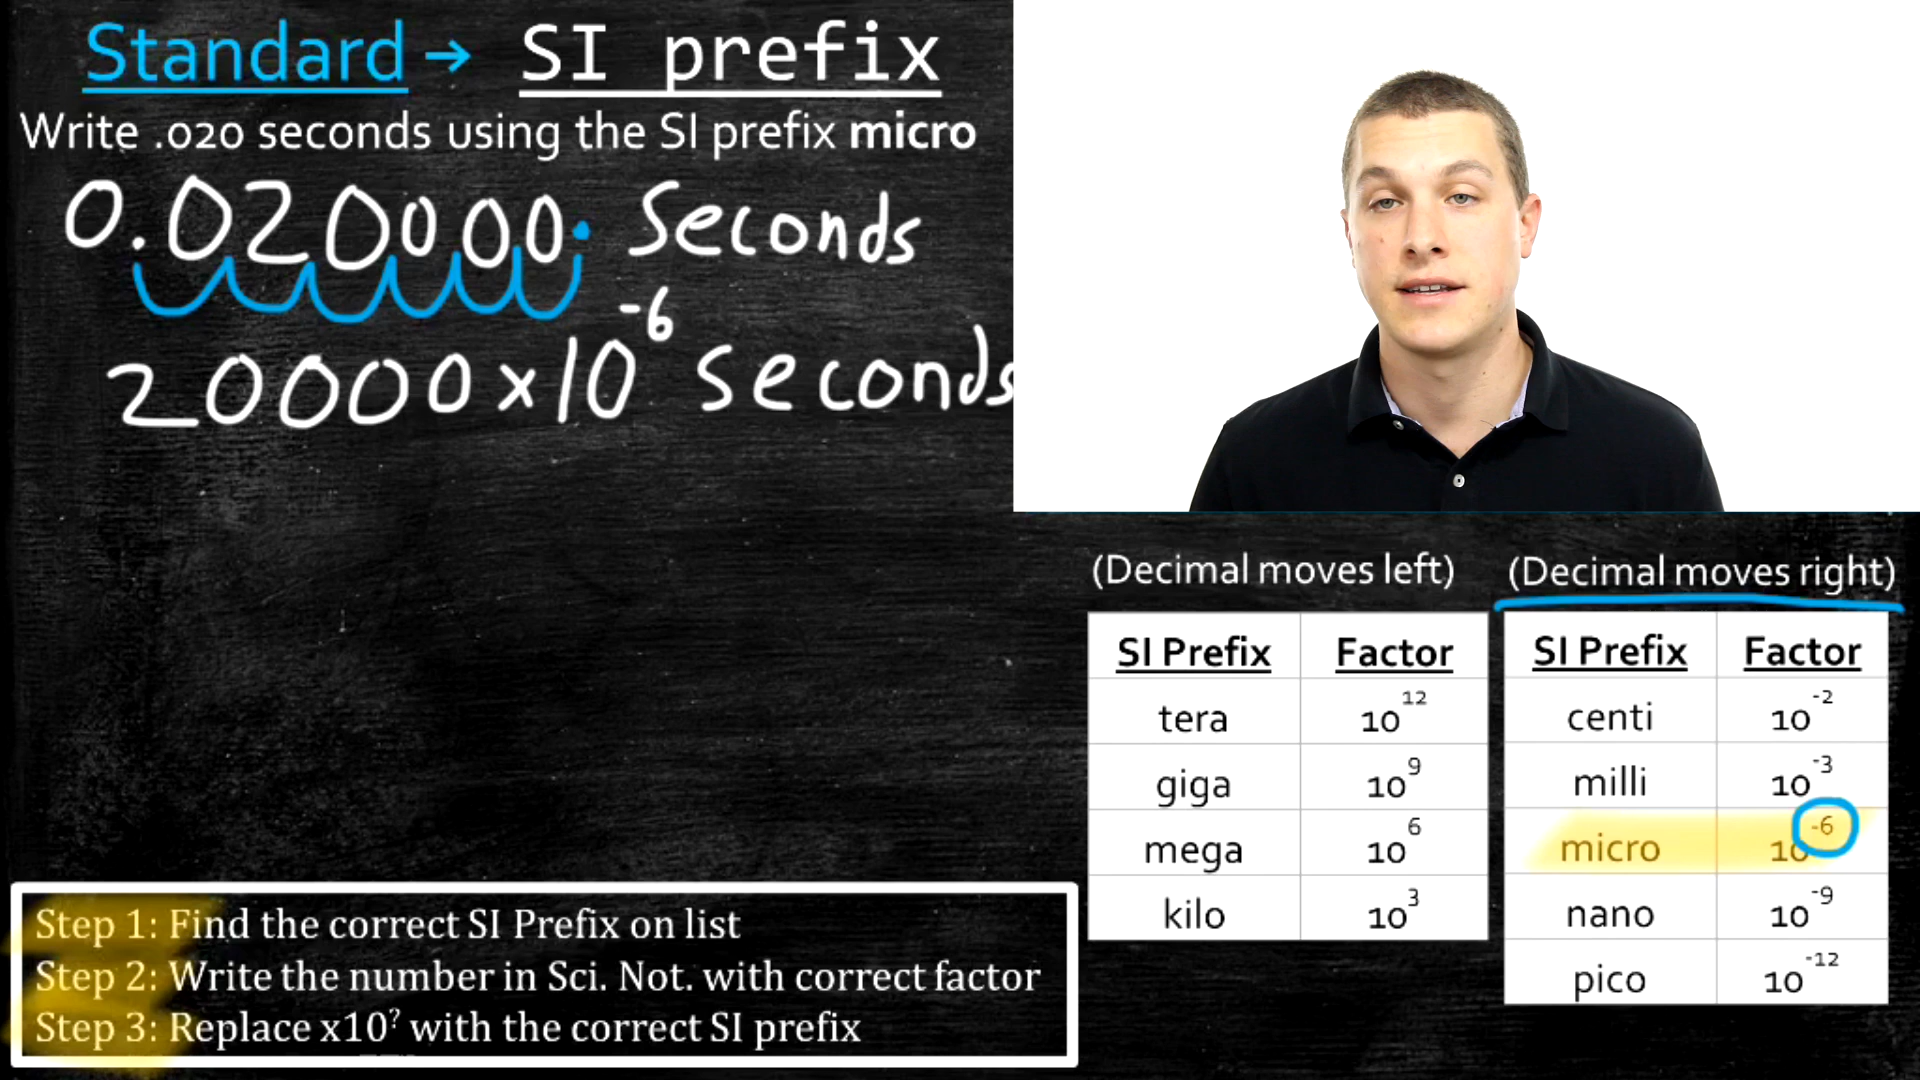 Standard → SI prefix
Write .020 seconds using the SI prefix micro
0.020000. Seconds
20000x10⁻⁶ seconds
(Decimal moves left)
SI Prefix Factor
tera 10¹²
giga 10⁹
mega 10⁶
kilo 10³
(Decimal moves right)
SI Prefix Factor
centi 10⁻²
milli 10⁻³
micro 10⁻⁶
nano 10⁻⁹
pico 10⁻¹²
Step 1: Find the correct SI Prefix on list
Step 2: Write the number in Sci. Not. with correct factor
Step 3: Replace x10^? with the correct SI prefix